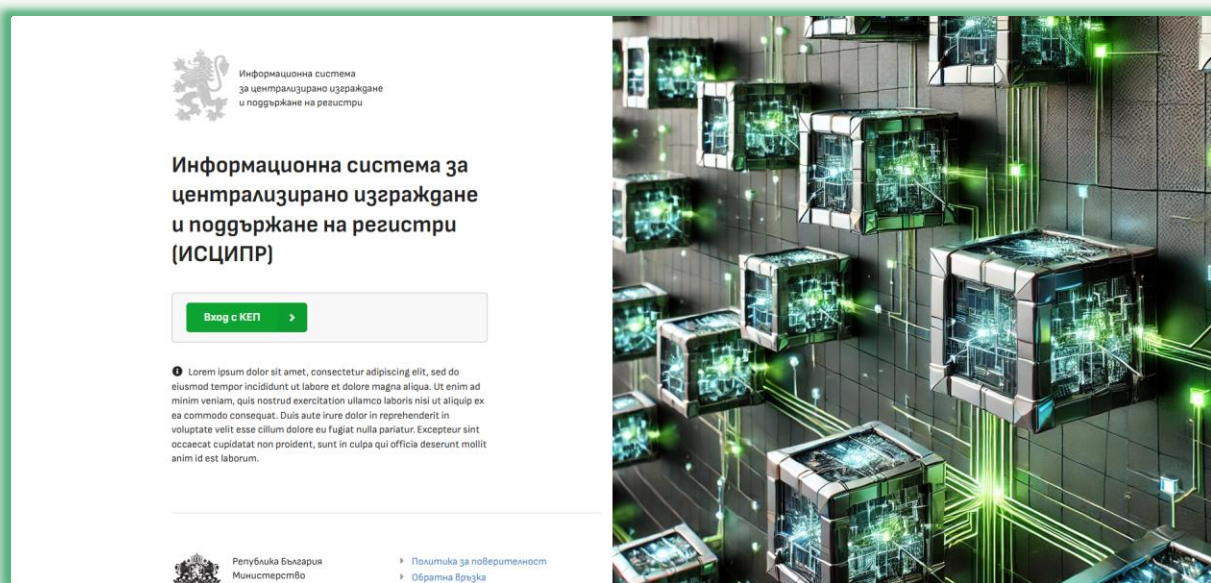 Информационна система
за централизирано изграждане
и поддържане на регистри
Информационна система за
централизирано изграждане
и поддържане на регистри
(ИСЦИПР)
Вход с КЕП
Lorem ipsum dolor sit amet, consectetur adipiscing elit, sed do
eiusmod tempor incididunt ut labore et dolore magna aliqua. Ut enim ad
minim veniam, quis nostrud exercitation ullamco laboris nisi ut aliquip ex
ea commodo consequat. Duis aute irure dolor in reprehenderit in
voluptate velit esse cillum dolore eu fugiat nulla pariatur. Excepteur sint
occaecat cupidatat non proident, sunt in culpa qui officia deserunt mollit
anim id est laborum.
Република България
Министерство
Политика за поверителност
Обратна връзка